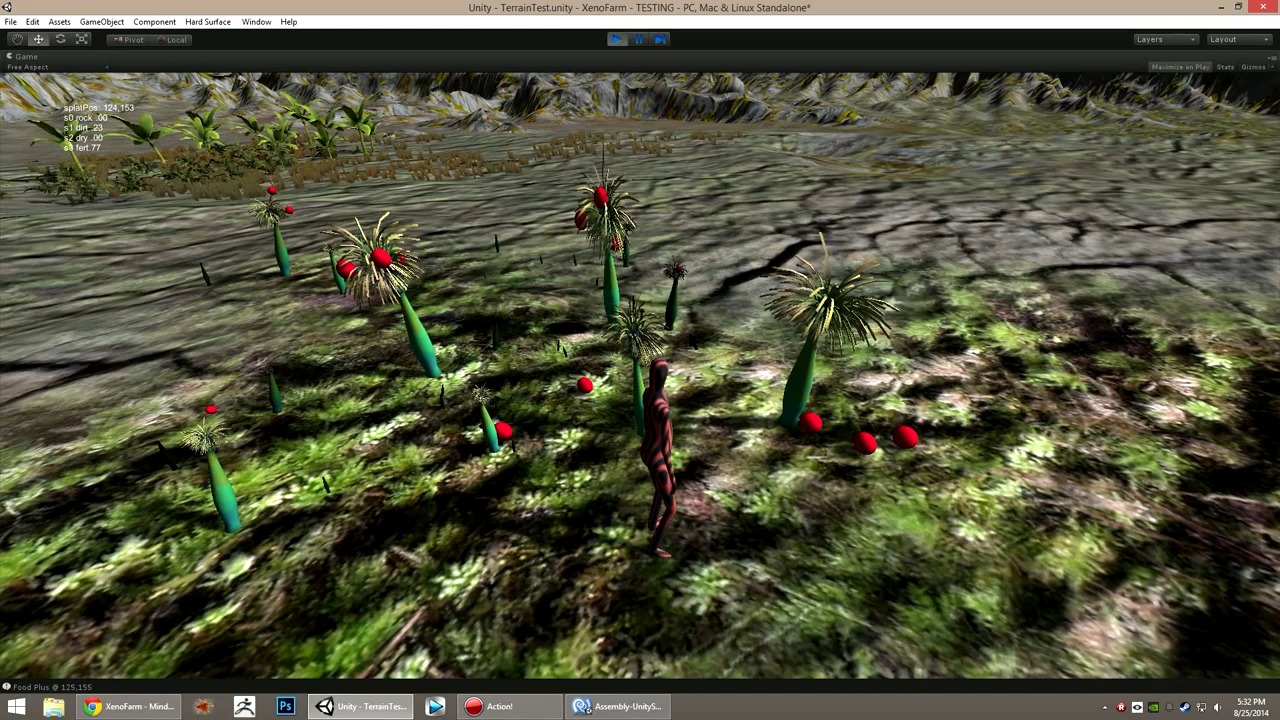 Unity - TerrainTest.unity - XenoFarm - TESTING - PC, Mac & Linux Standalone*
File Edit Assets GameObject Component Hard Surface Window Help
Pivot Local Layers Layout
Game
Free Aspect Maximize on Play Stats Gizmos
splatPos: 124,153
s0 rock .00
s1 dirt .23
s2 dry .00
s3 fert.77
Food Plus @ 125,155
XenoFarm - Mind... Ps Unity - TerrainTes... Action! Assembly-UnityS... 5:32 PM
8/25/2014